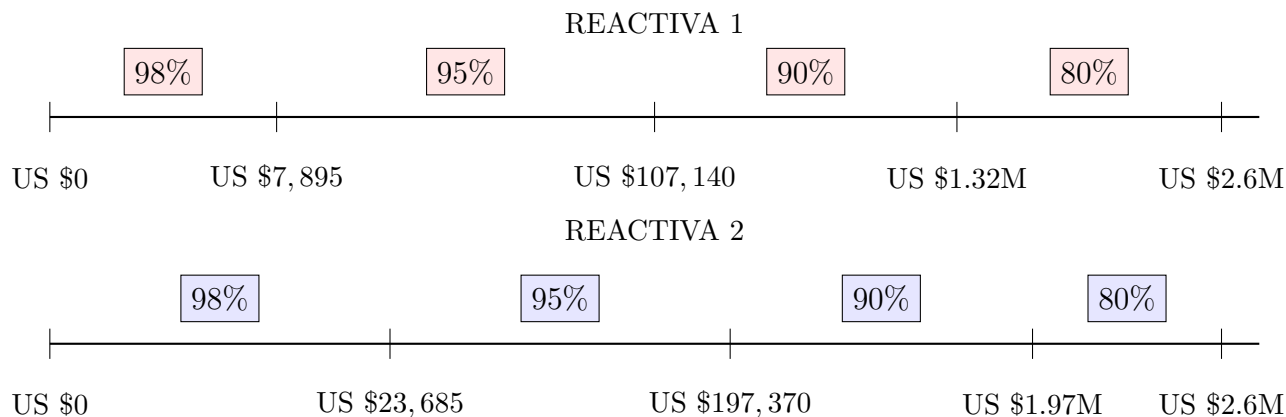 REACTIVA 1
98% 95% 90% 80%
US $0 US $7,895 US $107,140 US $1.32M US $2.6M
REACTIVA 2
98% 95% 90% 80%
US $0 US $23,685 US $197,370 US $1.97M US $2.6M